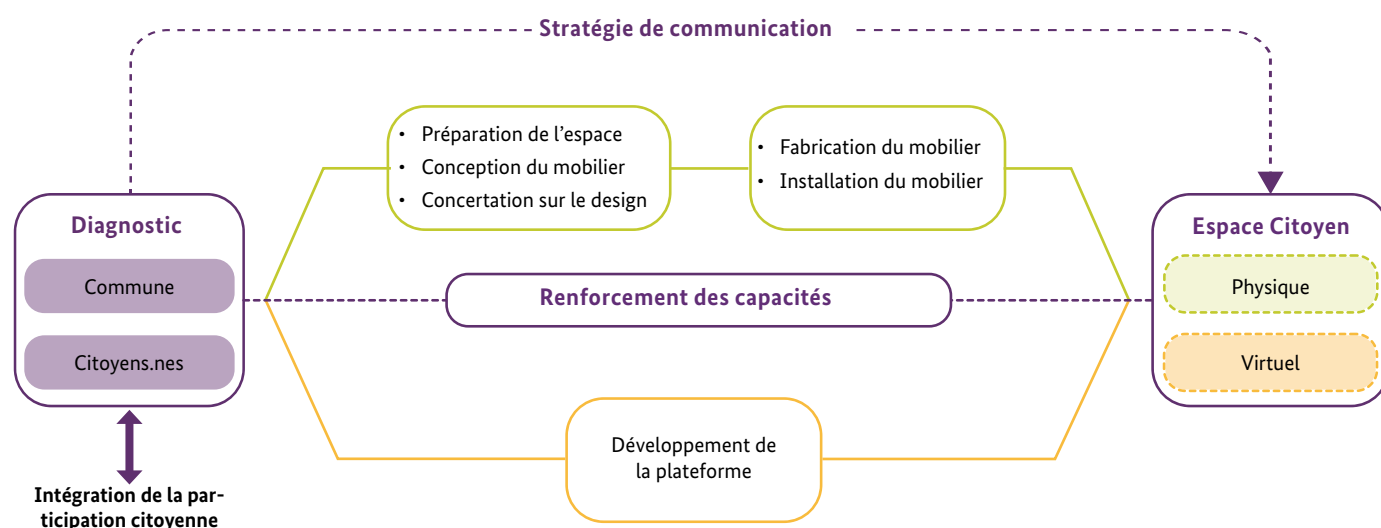 Stratégie de communication
• Préparation de l’espace
• Conception du mobilier
• Concertation sur le design
• Fabrication du mobilier
• Installation du mobilier
Diagnostic
Commune
Citoyens.nes
Renforcement des capacités
Espace Citoyen
Physique
Virtuel
Développement de
la plateforme
Intégration de la par-
ticipation citoyenne